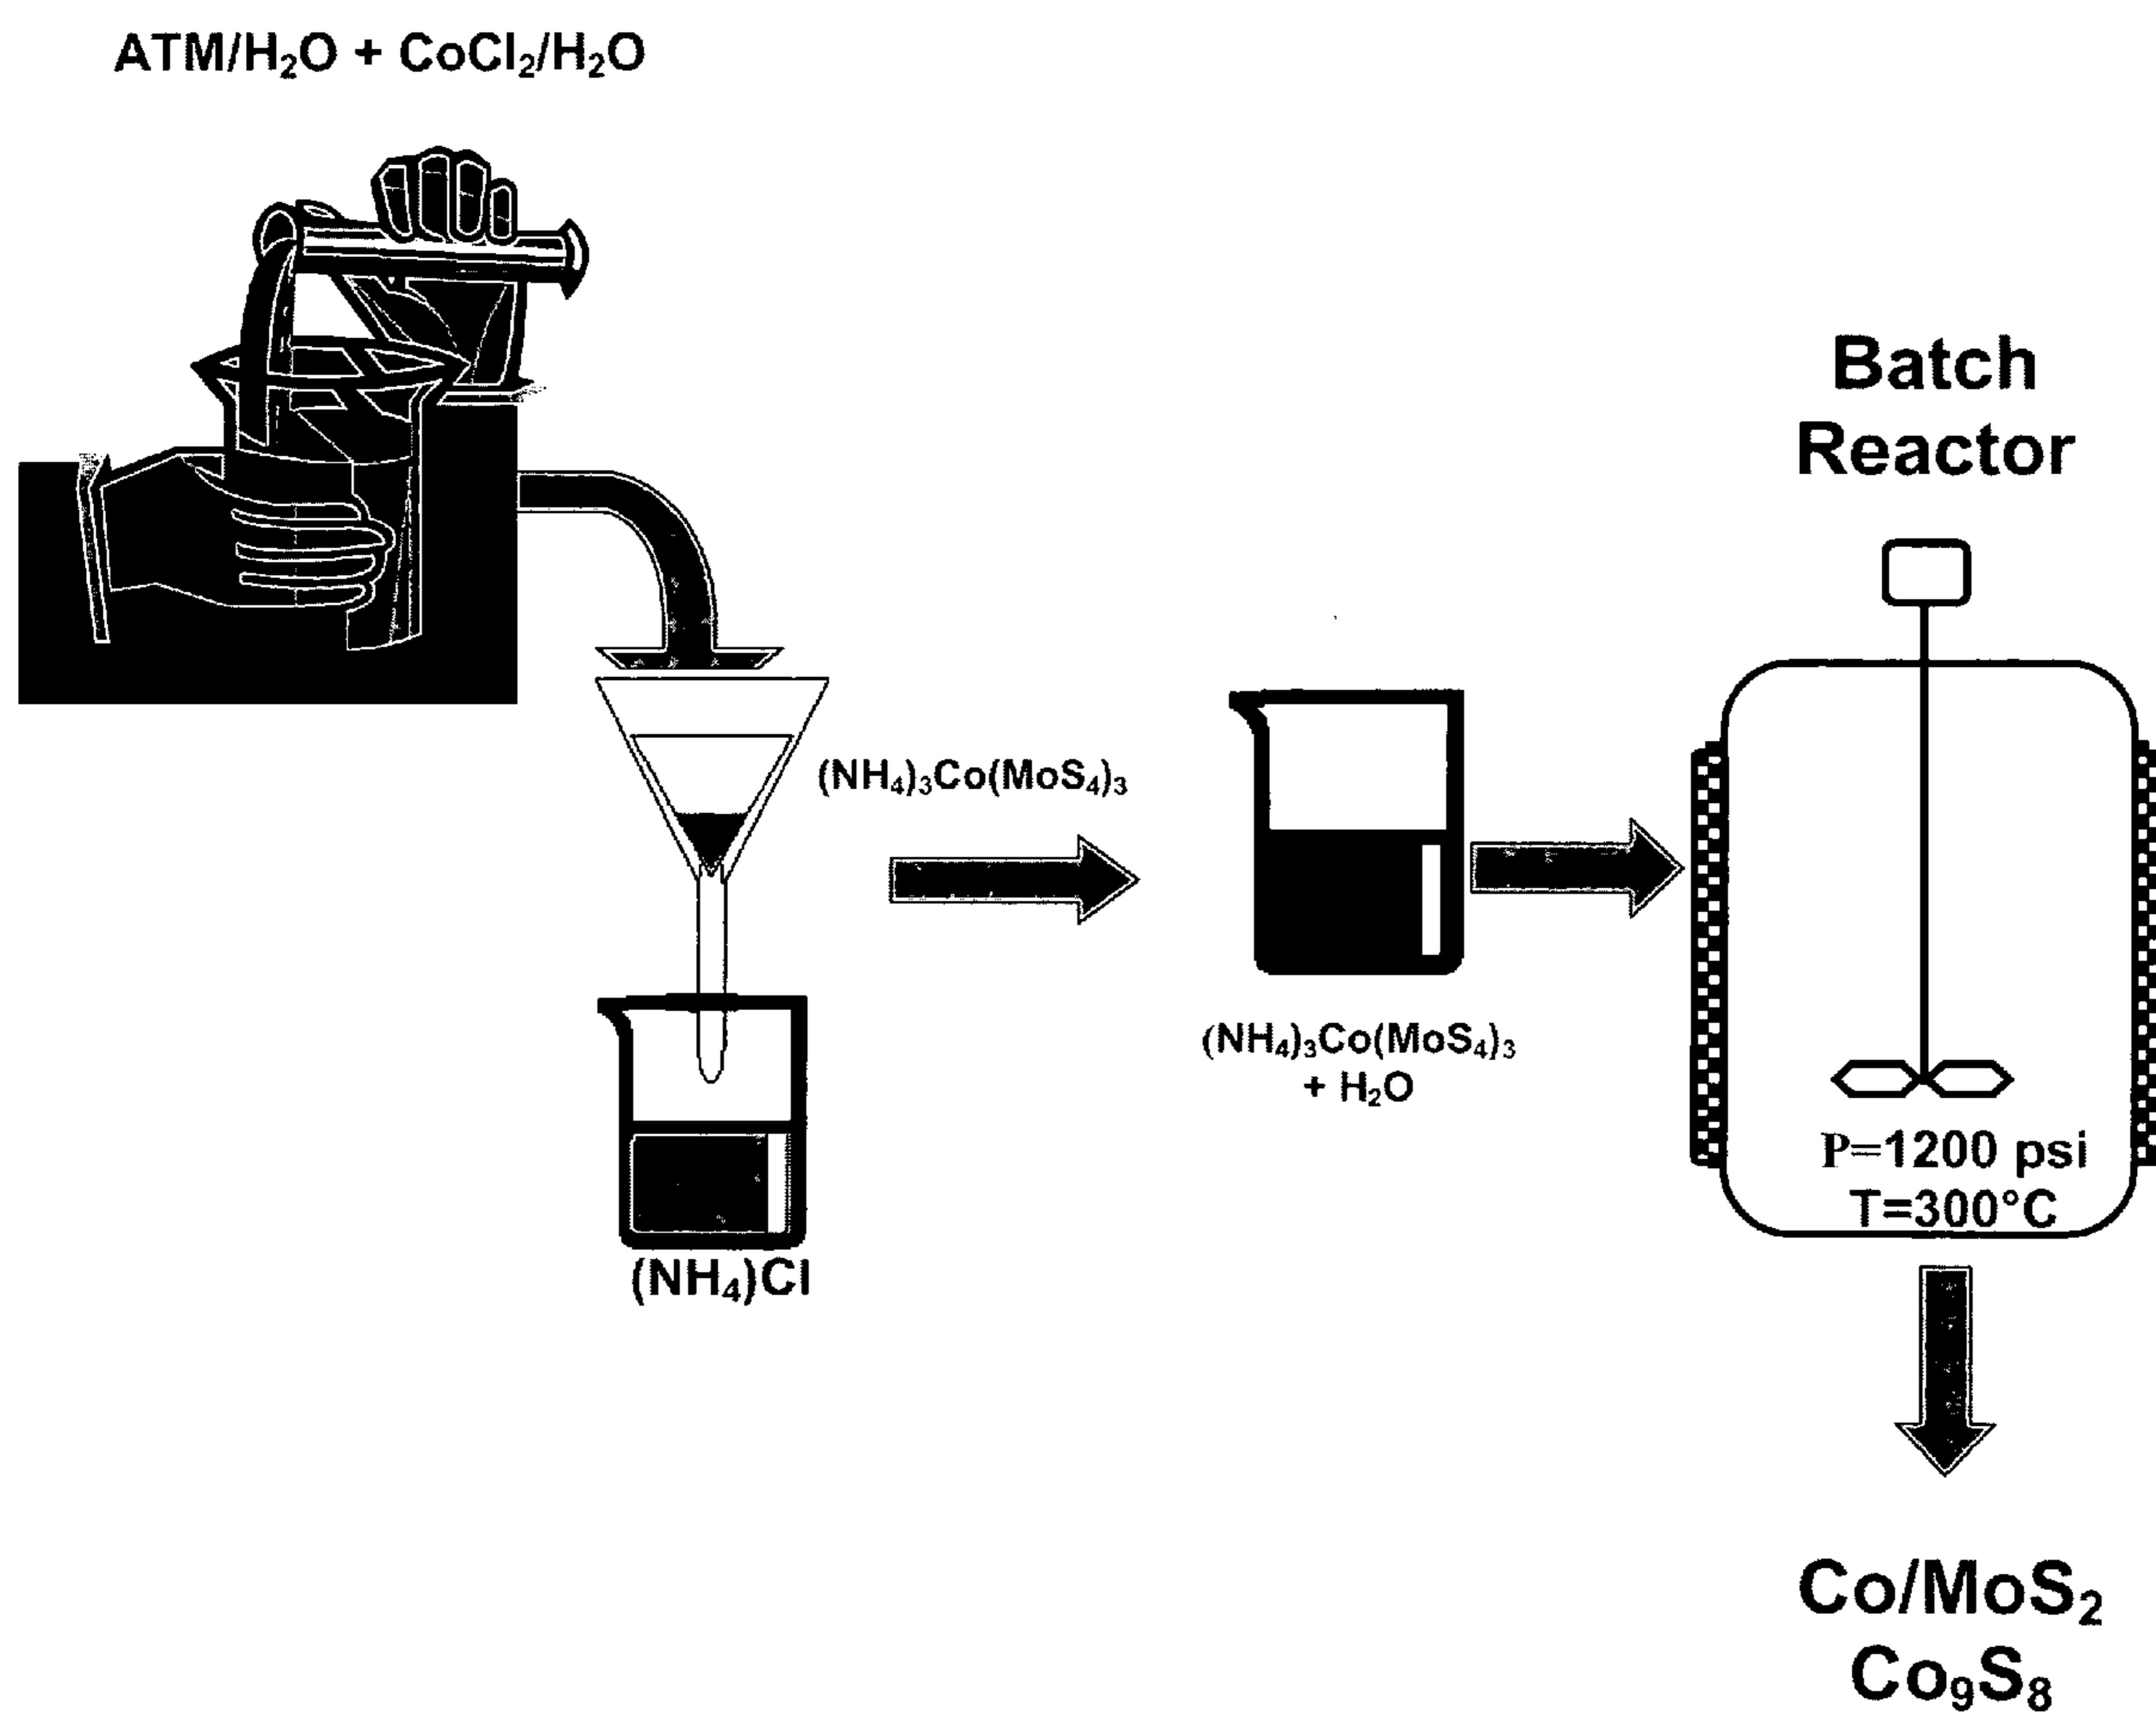 ATM/H₂O + CoCl₂/H₂O
Batch
Reactor
(NH₄)₃Co(MoS₄)₃
(NH₄)₃Co(MoS₄)₃
+ H₂O
P=1200 psi
T=300°C
(NH₄)Cl
Co/MoS₂
Co₉S₈